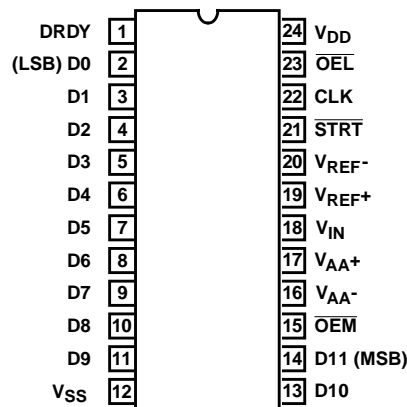 DRDY 1 24 VDD
(LSB) D0 2 23 OEL
D1 3 22 CLK
D2 4 21 STRT
D3 5 20 VREF-
D4 6 19 VREF+
D5 7 18 VIN
D6 8 17 VAA+
D7 9 16 VAA-
D8 10 15 OEM
D9 11 14 D11 (MSB)
VSS 12 13 D10